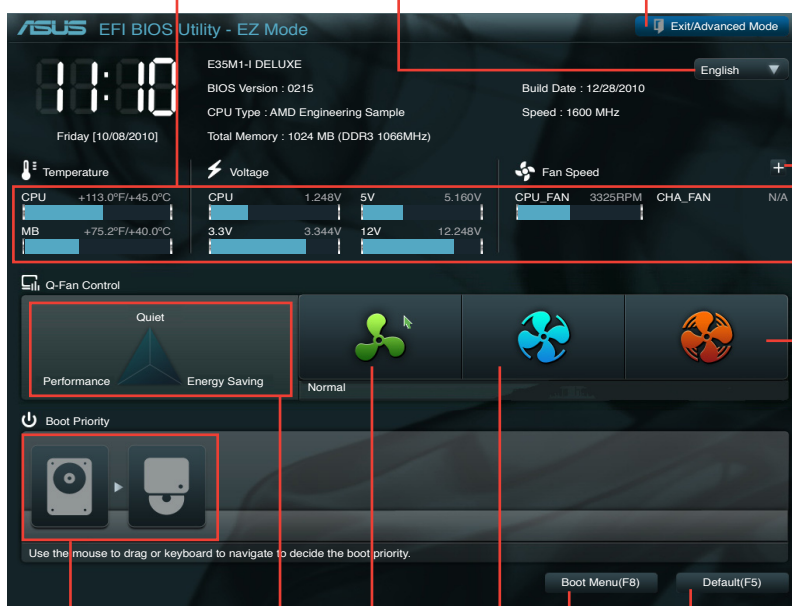 ASUS EFI BIOS Utility - EZ Mode
Exit/Advanced Mode
11:10
Friday [10/08/2010]
E35M1-I DELUXE
BIOS Version : 0215
CPU Type : AMD Engineering Sample
Total Memory : 1024 MB (DDR3 1066MHz)
Build Date : 12/28/2010
Speed : 1600 MHz
English
Temperature
CPU +113.0ºF/+45.0ºC
MB +75.2ºF/+40.0ºC
Voltage
CPU 1.248V 5V 5.160V
3.3V 3.344V 12V 12.248V
Fan Speed
CPU_FAN 3325RPM CHA_FAN N/A
Q-Fan Control
Quiet
Performance Energy Saving
Normal
Boot Priority
Use the mouse to drag or keyboard to navigate to decide the boot priority.
Boot Menu(F8) Default(F5)